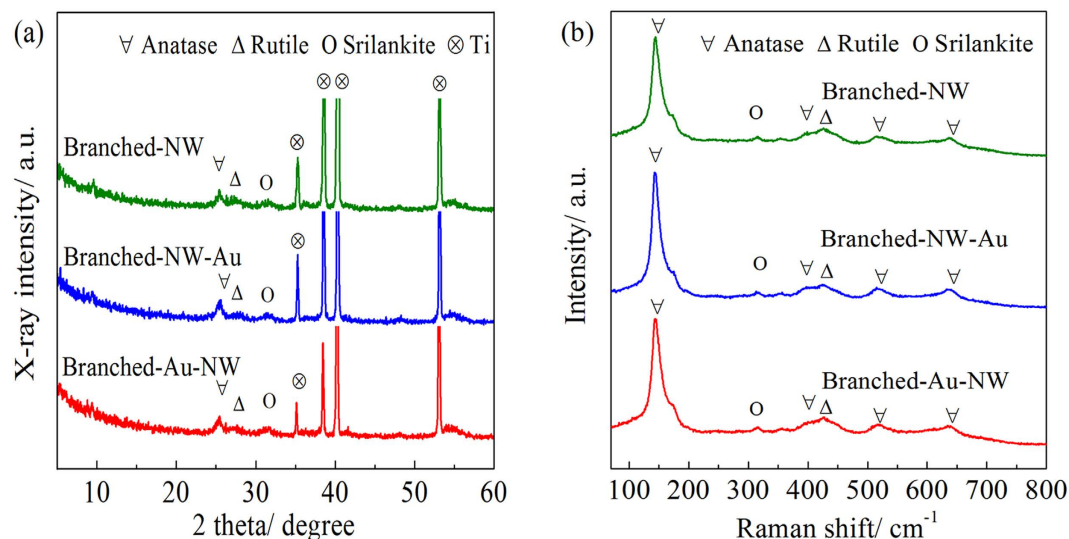 (a)
∀ Anatase Δ Rutile O Srilankite ⊗ Ti
Branched-NW
Branched-NW-Au
Branched-Au-NW
X-ray intensity/ a.u.
10 20 30 40 50 60
2 theta/ degree
(b)
∀ Anatase Δ Rutile O Srilankite
Branched-NW
Branched-NW-Au
Branched-Au-NW
Intensity/ a.u.
100 200 300 400 500 600 700 800
Raman shift/ cm⁻¹